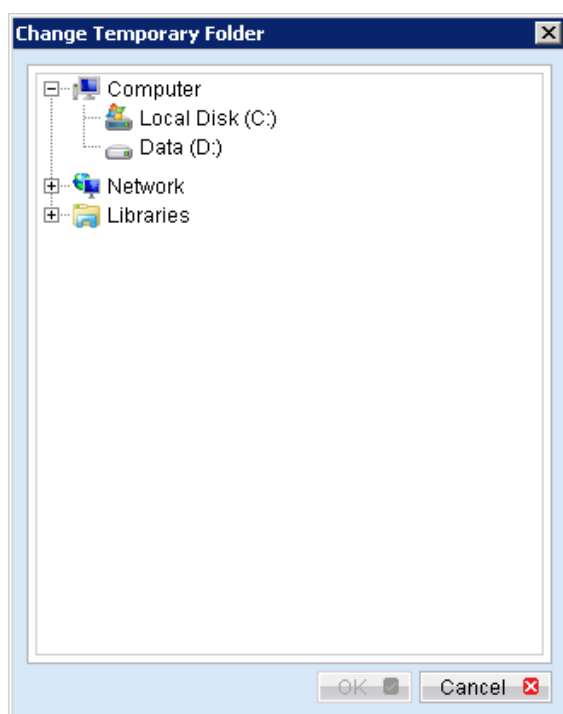 Change Temporary Folder
Computer
Local Disk (C:)
Data (D:)
Network
Libraries
OK
Cancel